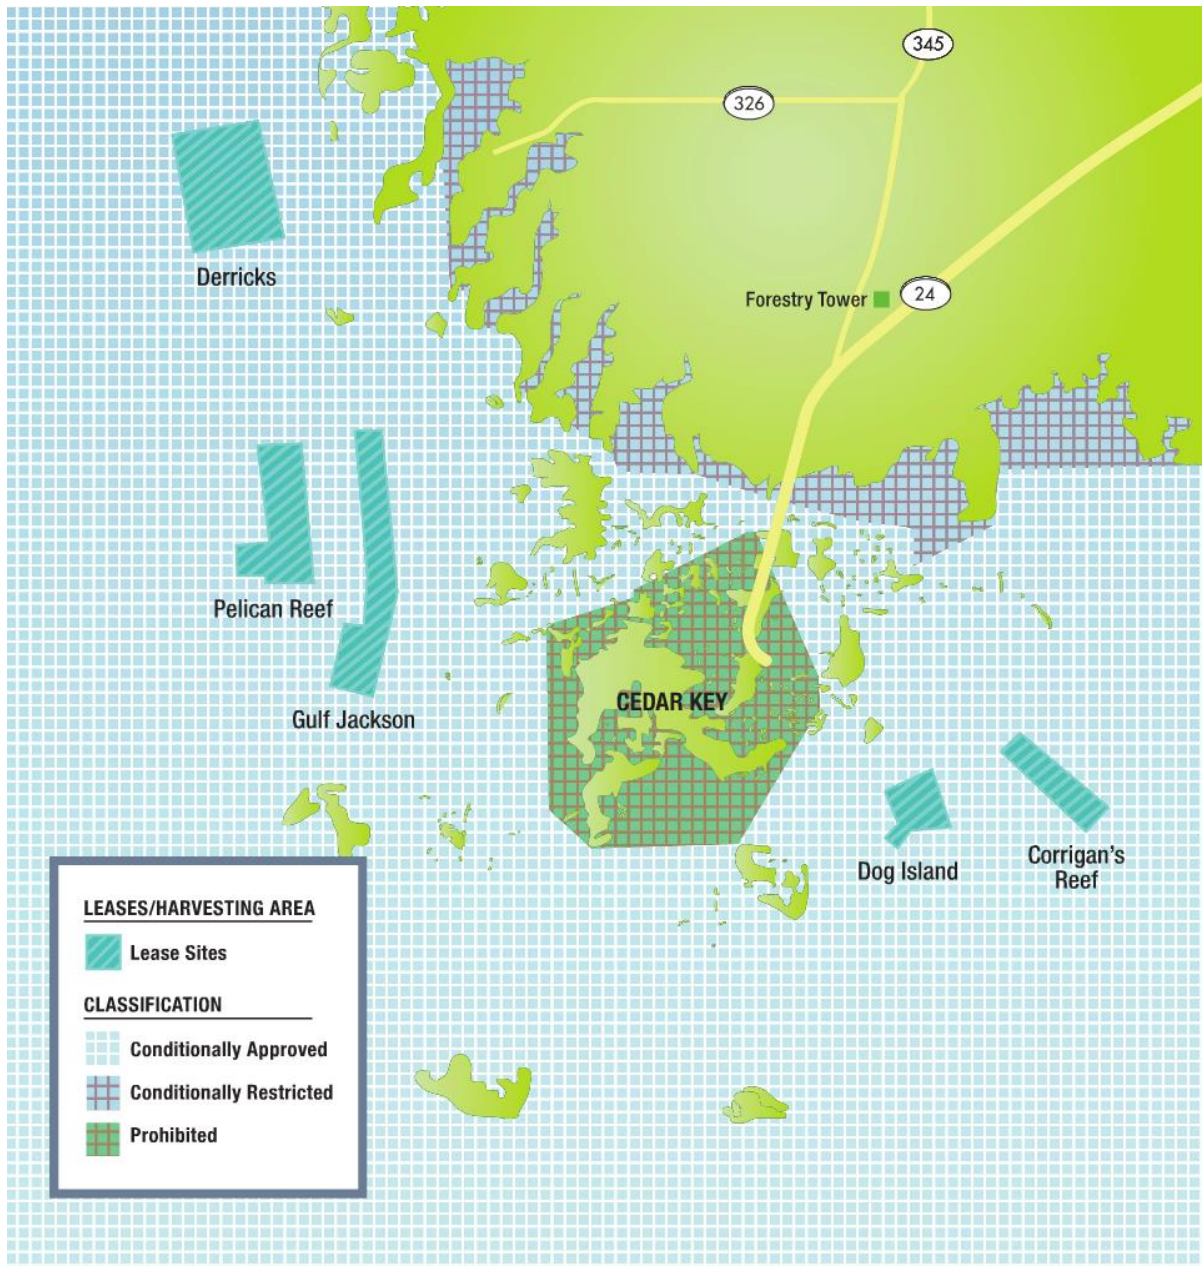 345
326
Derricks
Forestry Tower
24
Pelican Reef
CEDAR KEY
Gulf Jackson
Dog Island
Corrigan's
Reef
LEASES/HARVESTING AREA
Lease Sites
CLASSIFICATION
Conditionally Approved
Conditionally Restricted
Prohibited